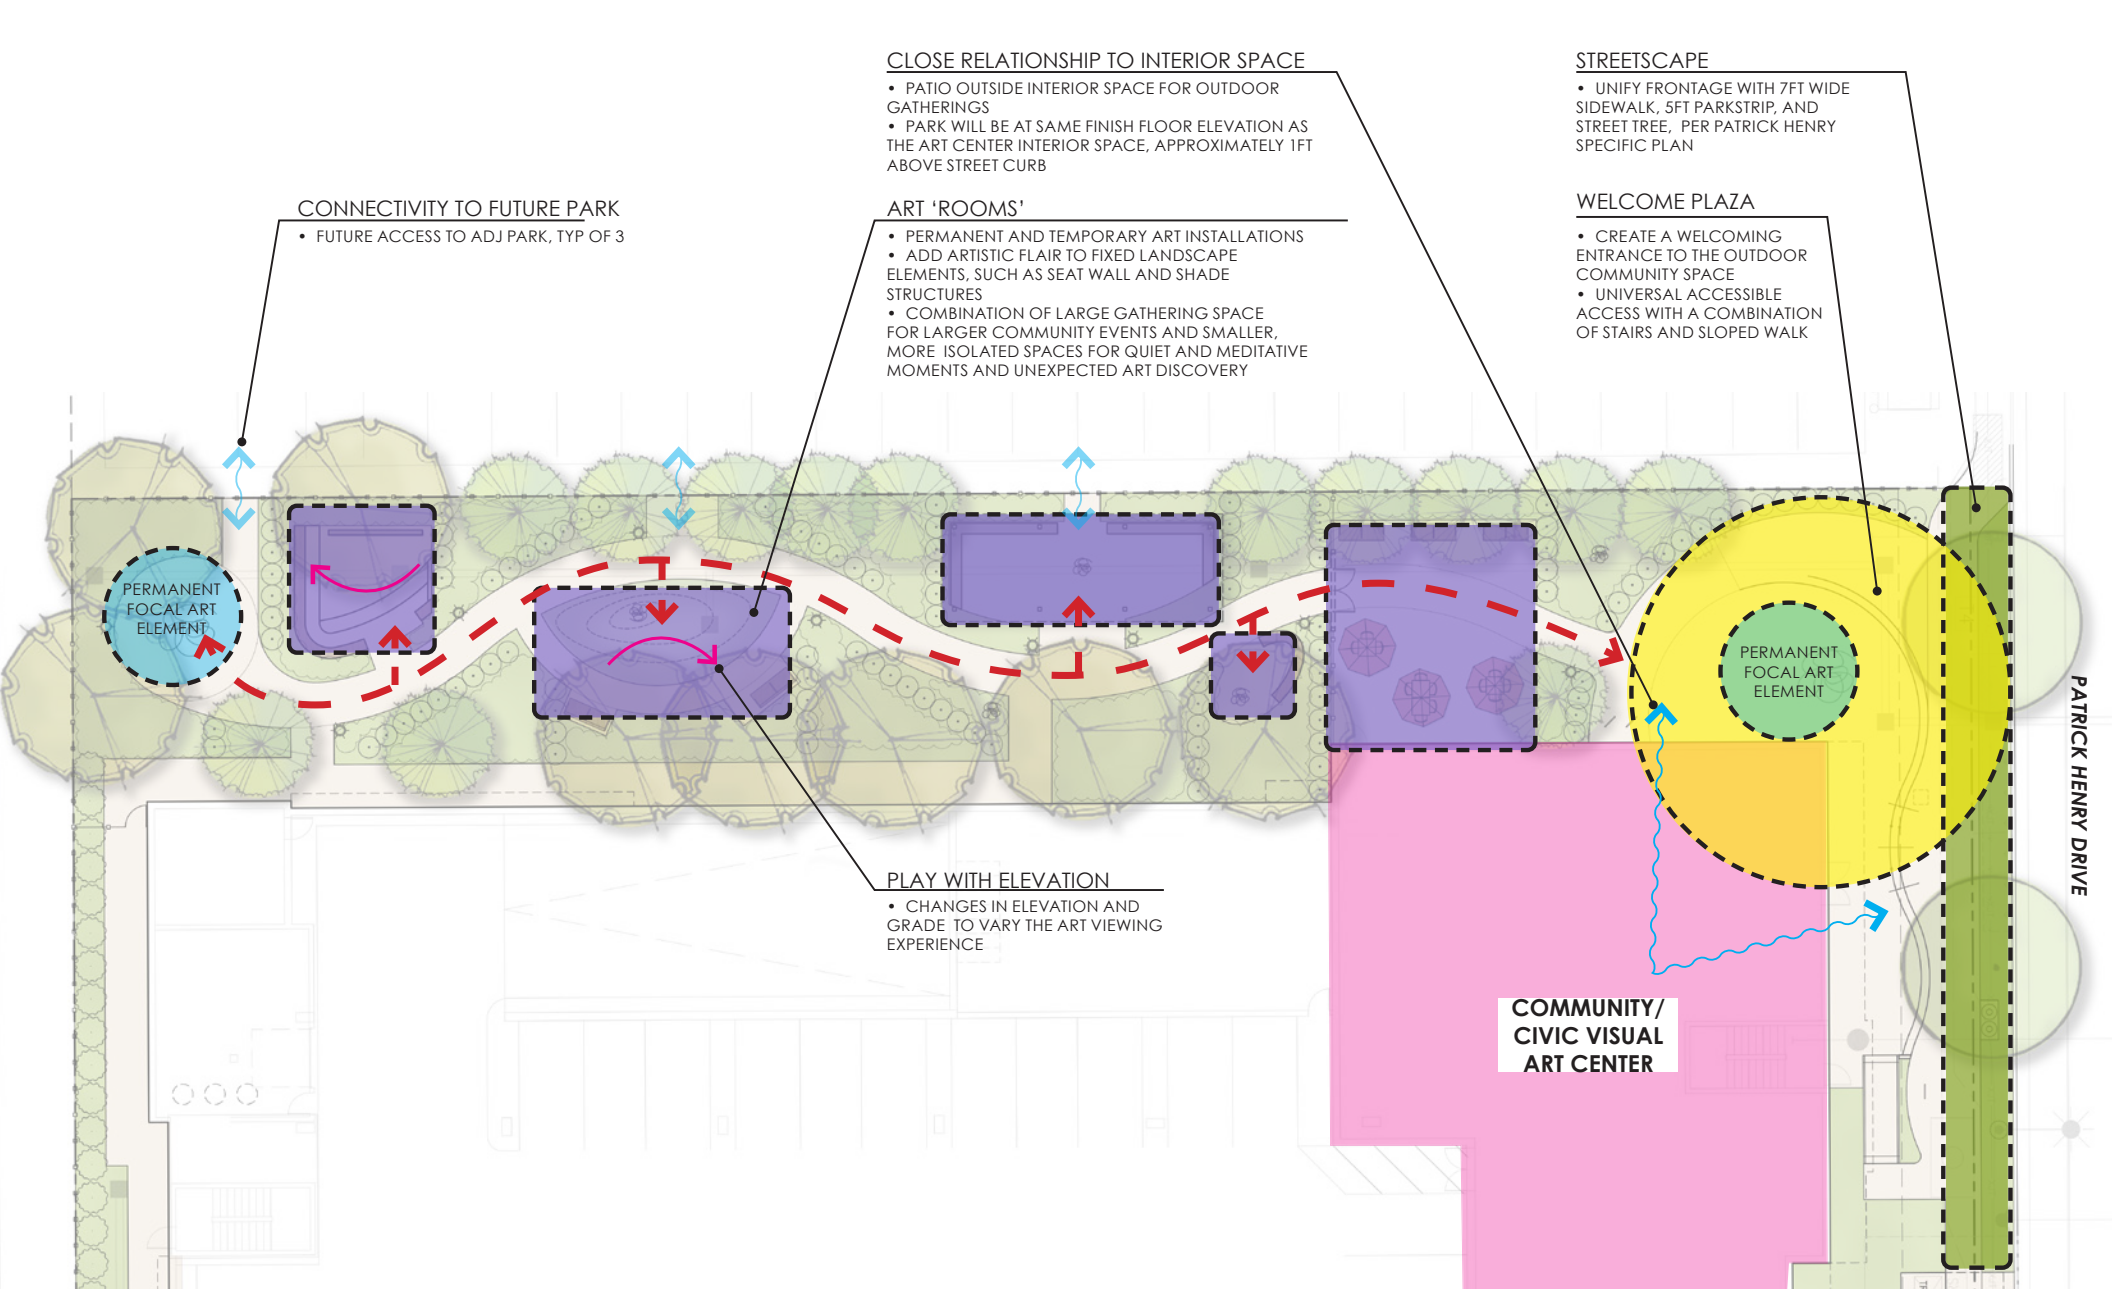 CLOSE RELATIONSHIP TO INTERIOR SPACE
• PATIO OUTSIDE INTERIOR SPACE FOR OUTDOOR
GATHERINGS
• PARK WILL BE AT SAME FINISH FLOOR ELEVATION AS
THE ART CENTER INTERIOR SPACE, APPROXIMATELY 1FT
ABOVE STREET CURB
STREETSCAPE
• UNIFY FRONTAGE WITH 7FT WIDE
SIDEWALK, 5FT PARKSTRIP, AND
STREET TREE, PER PATRICK HENRY
SPECIFIC PLAN
CONNECTIVITY TO FUTURE PARK
• FUTURE ACCESS TO ADJ PARK, TYP OF 3
ART ‘ROOMS’
• PERMANENT AND TEMPORARY ART INSTALLATIONS
• ADD ARTISTIC FLAIR TO FIXED LANDSCAPE
ELEMENTS, SUCH AS SEAT WALL AND SHADE
STRUCTURES
• COMBINATION OF LARGE GATHERING SPACE
FOR LARGER COMMUNITY EVENTS AND SMALLER,
MORE ISOLATED SPACES FOR QUIET AND MEDITATIVE
MOMENTS AND UNEXPECTED ART DISCOVERY
WELCOME PLAZA
• CREATE A WELCOMING
ENTRANCE TO THE OUTDOOR
COMMUNITY SPACE
• UNIVERSAL ACCESSIBLE
ACCESS WITH A COMBINATION
OF STAIRS AND SLOPED WALK
PERMANENT
FOCAL ART
ELEMENT
PERMANENT
FOCAL ART
ELEMENT
PATRICK HENRY DRIVE
PLAY WITH ELEVATION
• CHANGES IN ELEVATION AND
GRADE TO VARY THE ART VIEWING
EXPERIENCE
COMMUNITY/
CIVIC VISUAL
ART CENTER